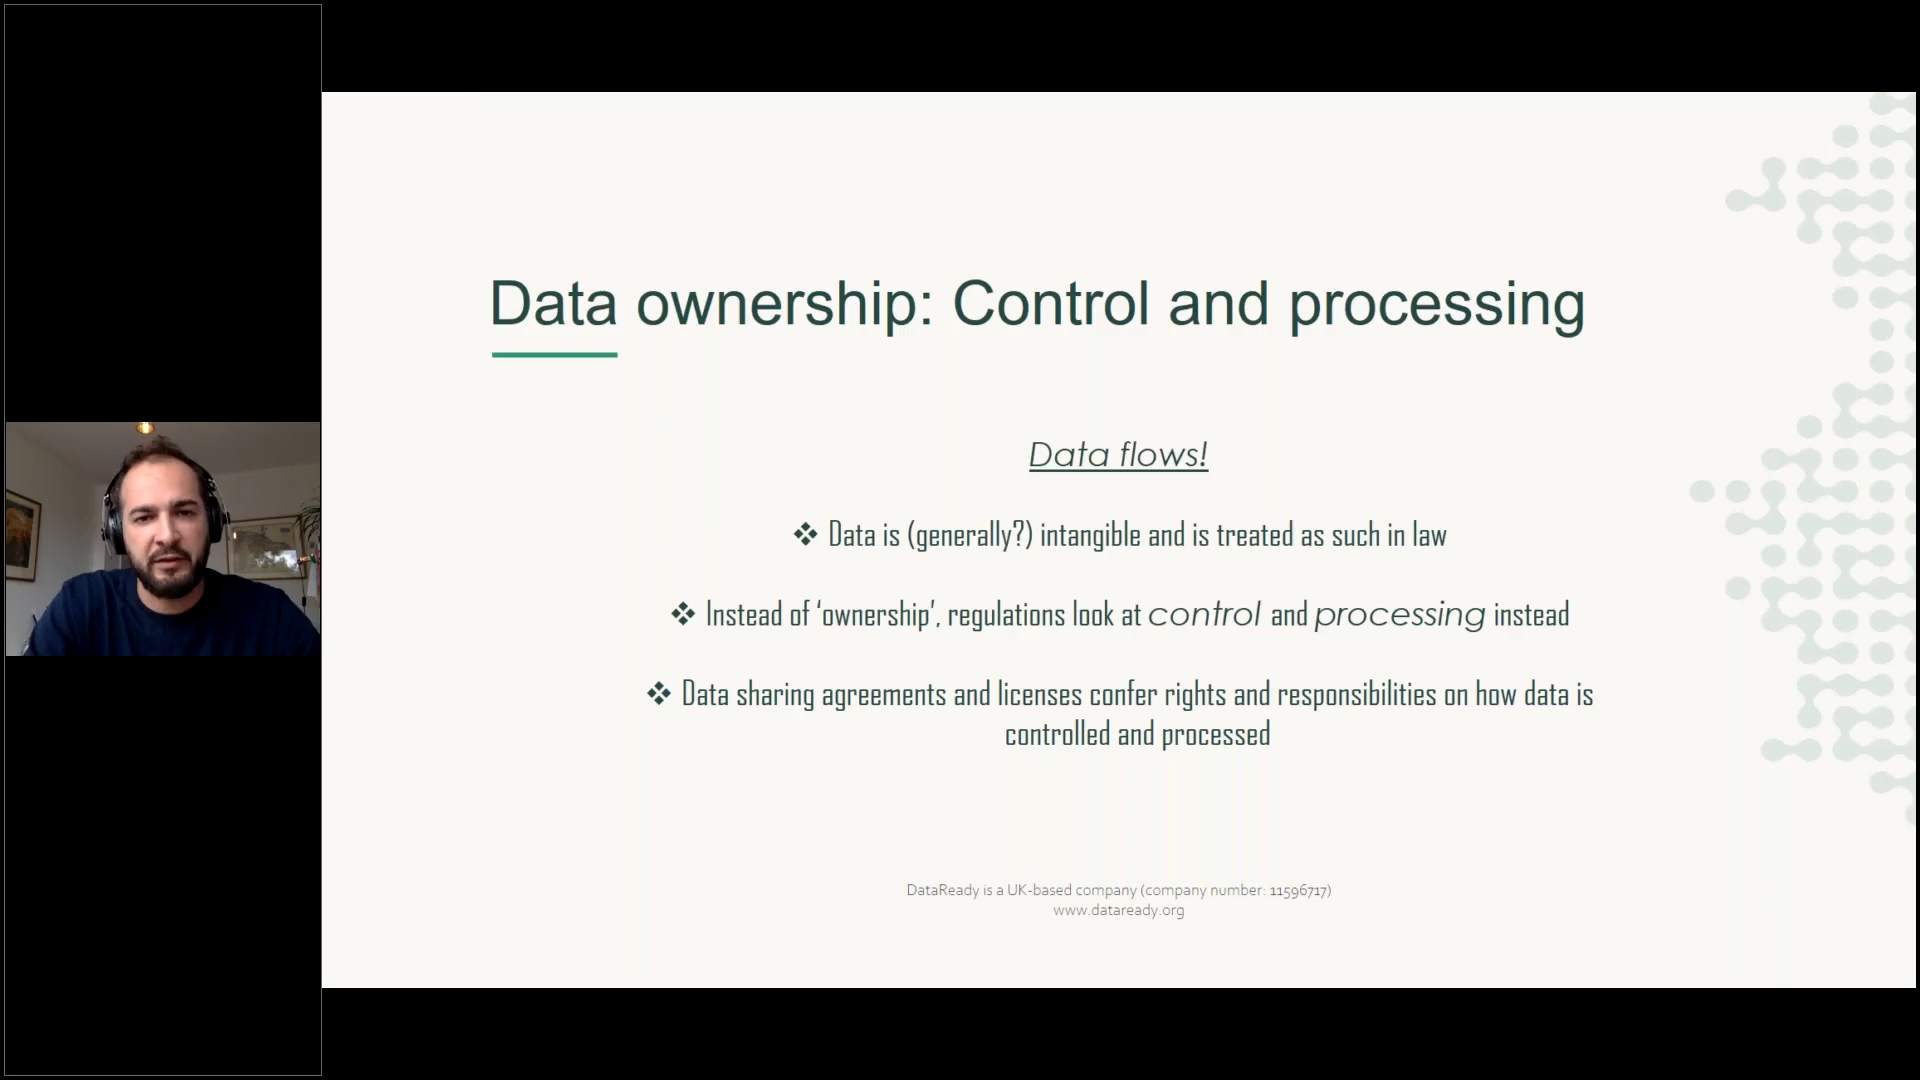 Data ownership: Control and processing
Data flows!
❖ Data is (generally?) intangible and is treated as such in law
❖ Instead of ‘ownership’, regulations look at control and processing instead
❖ Data sharing agreements and licenses confer rights and responsibilities on how data is
controlled and processed
DataReady is a UK-based company (company number: 11596717)
www.dataready.org